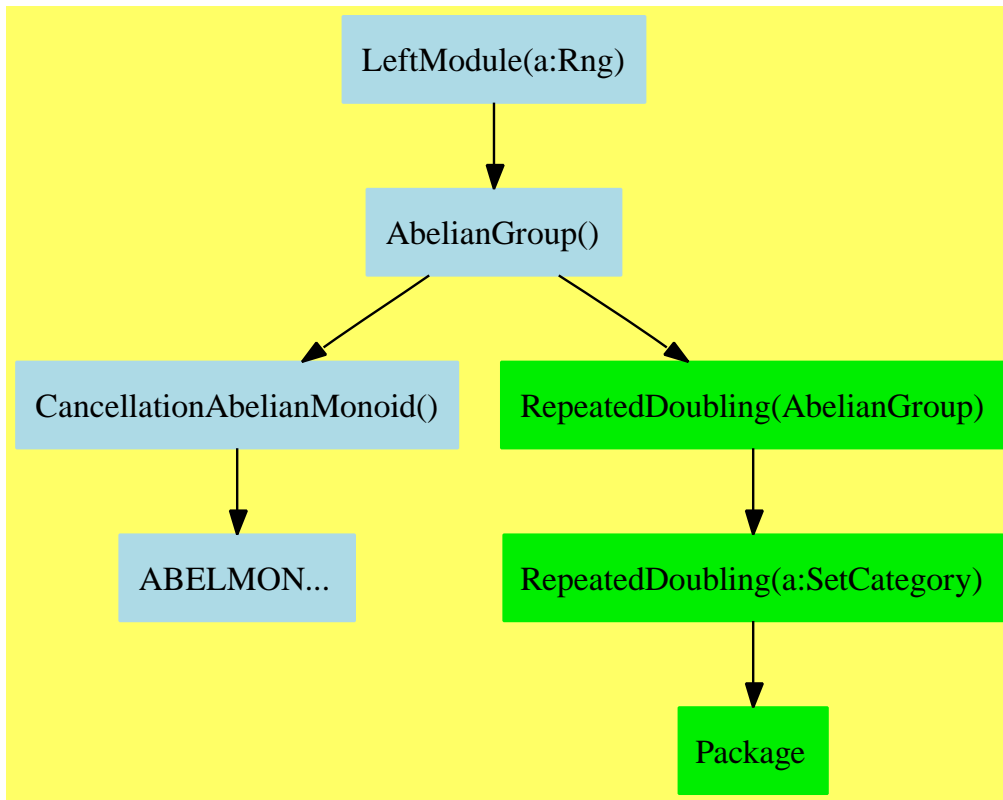 LeftModule(a:Rng)
AbelianGroup()
CancellationAbelianMonoid()
RepeatedDoubling(AbelianGroup)
ABELMON...
RepeatedDoubling(a:SetCategory)
Package